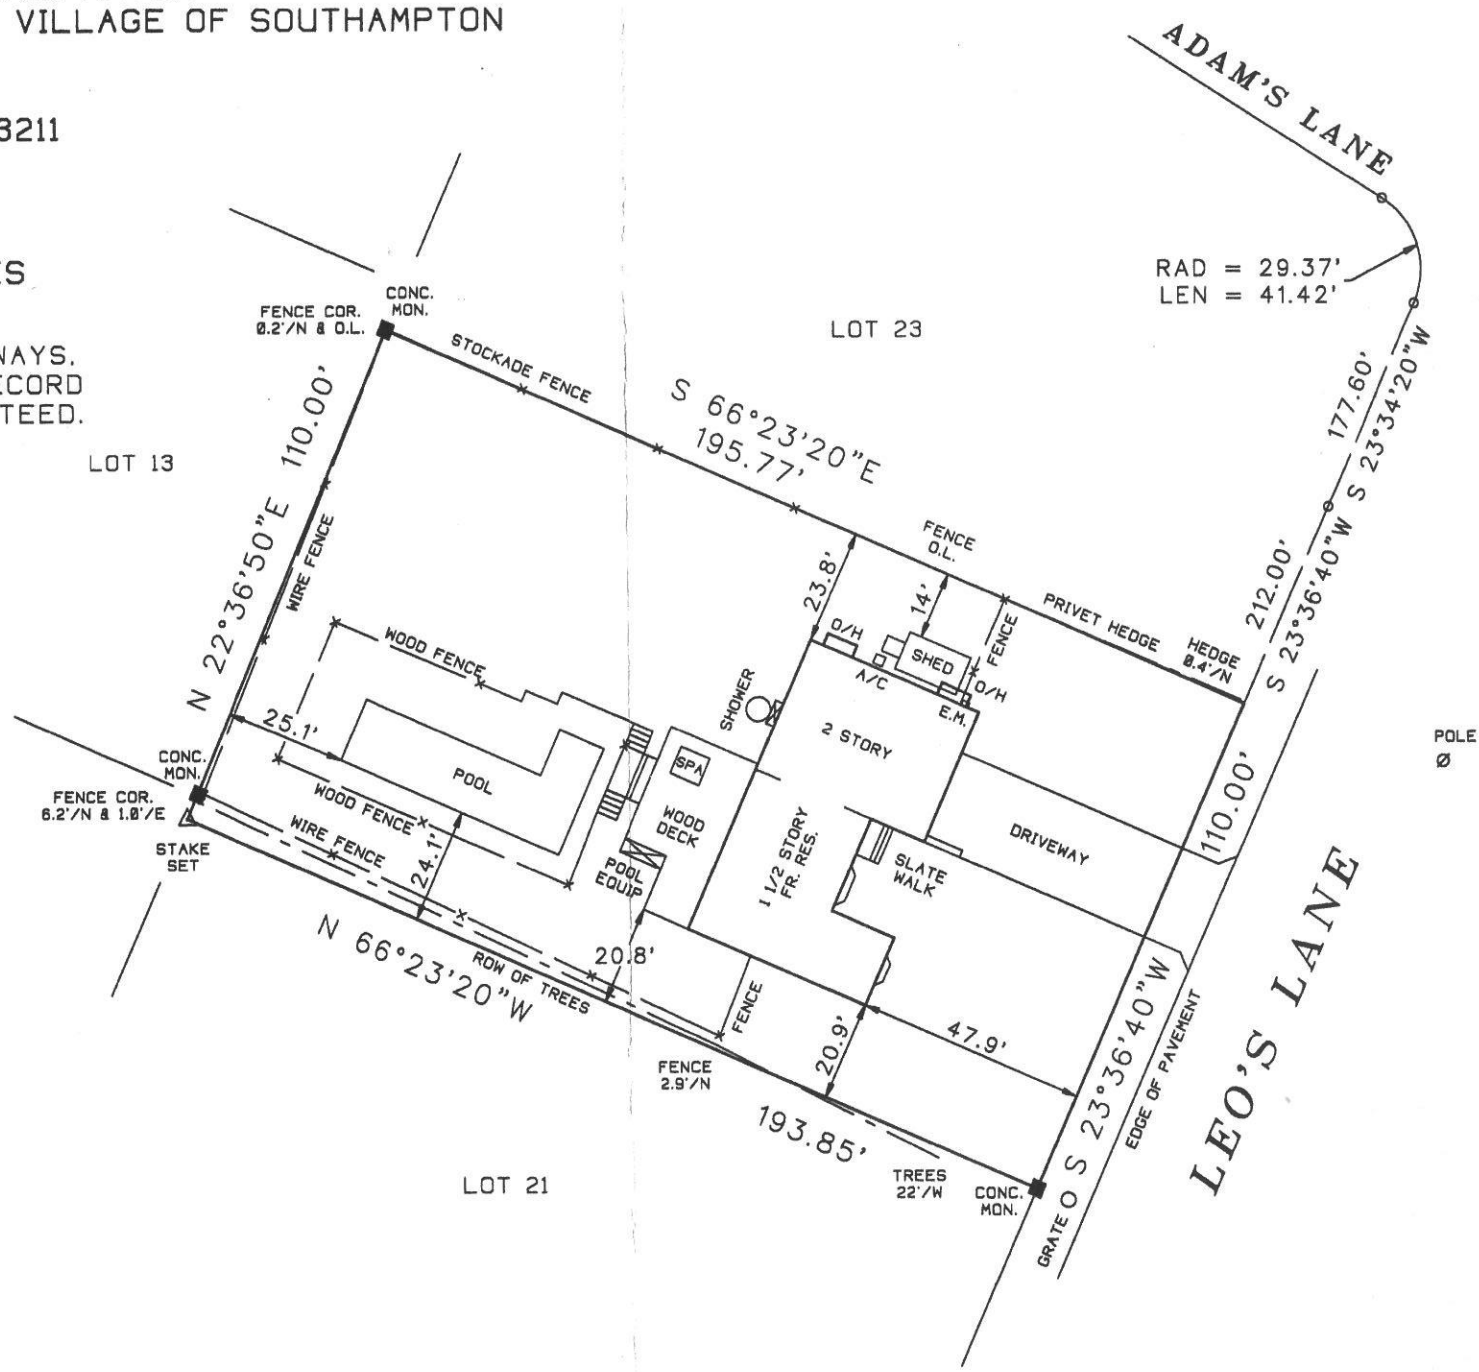 VILLAGE OF SOUTHAMPTON
3211
NAYS.
ECORD
TEED.
ADAM'S LANE
RAD = 29.37'
LEN = 41.42'
LOT 23
177.60'
S 23°34'20"W
212.00'
S 23°36'40"W
CONC.
MON.
FENCE COR.
0.2'/N & O.L.
STOCKADE FENCE
S 66°23'20"E
195.77'
110.00'
N 22°36'50"E
WIRE FENCE
LOT 13
FENCE
O.L.
23.8'
14'
PRIVET HEDGE
HEDGE
0.4'/N
O/H
SHED
FENCE
A/C
O/H
E.M.
WOOD FENCE
SHOWER
2 STORY
25.1'
POOL
SPA
WOOD
DECK
CONC.
MON.
FENCE COR.
6.2'/N & 1.0'/E
STAKE
SET
WOOD FENCE
WIRE FENCE
24.1'
POOL
EQUIP
1 1/2 STORY
FR. RES.
SLATE
WALK
DRIVEWAY
110.00'
POLE
Ø
N 66°23'20"W
ROW OF TREES
20.8'
FENCE
20.9'
47.9'
S 23°36'40"W
EDGE OF PAVEMENT
LEO'S LANE
FENCE
2.9'/N
193.85'
LOT 21
TREES
22'/W
CONC.
MON.
GRATE